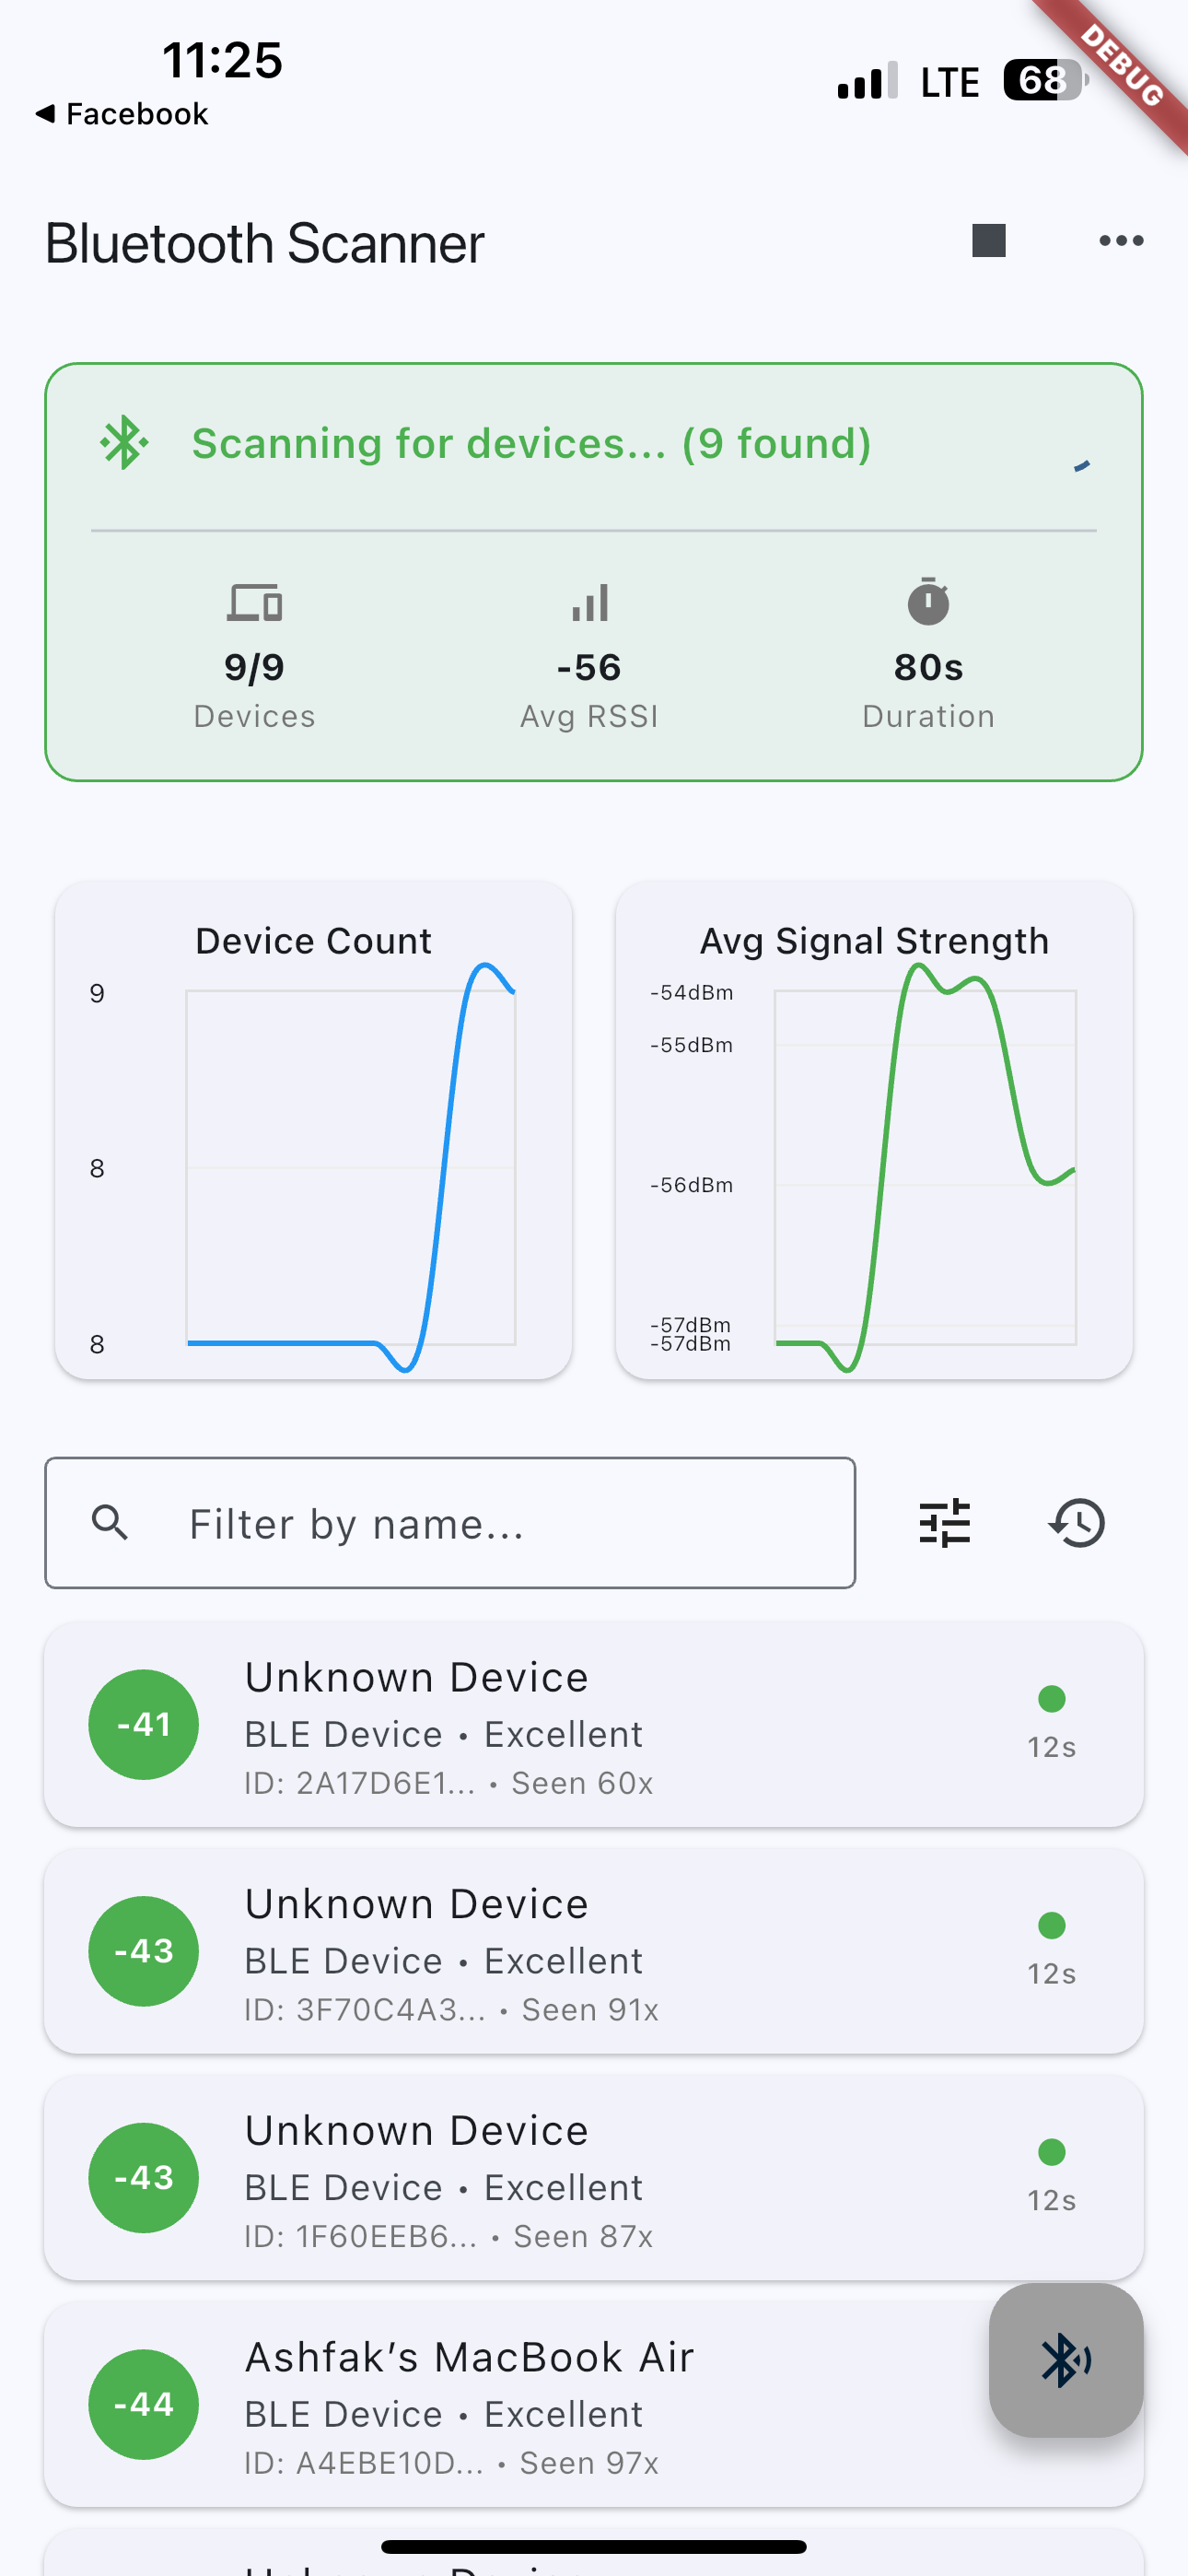 11:25
LTE
68
DEBUG
◀ Facebook
Bluetooth Scanner
Scanning for devices... (9 found)
9/9
-56
80s
Devices
Avg RSSI
Duration
Device Count
9
8
8
Avg Signal Strength
-54dBm
-55dBm
-56dBm
-57dBm
-57dBm
Filter by name...
-41
Unknown Device
BLE Device • Excellent
ID: 2A17D6E1... • Seen 60x
12s
-43
Unknown Device
BLE Device • Excellent
ID: 3F70C4A3... • Seen 91x
12s
-43
Unknown Device
BLE Device • Excellent
ID: 1F60EEB6... • Seen 87x
12s
-44
Ashfak’s MacBook Air
BLE Device • Excellent
ID: A4EBE10D... • Seen 97x